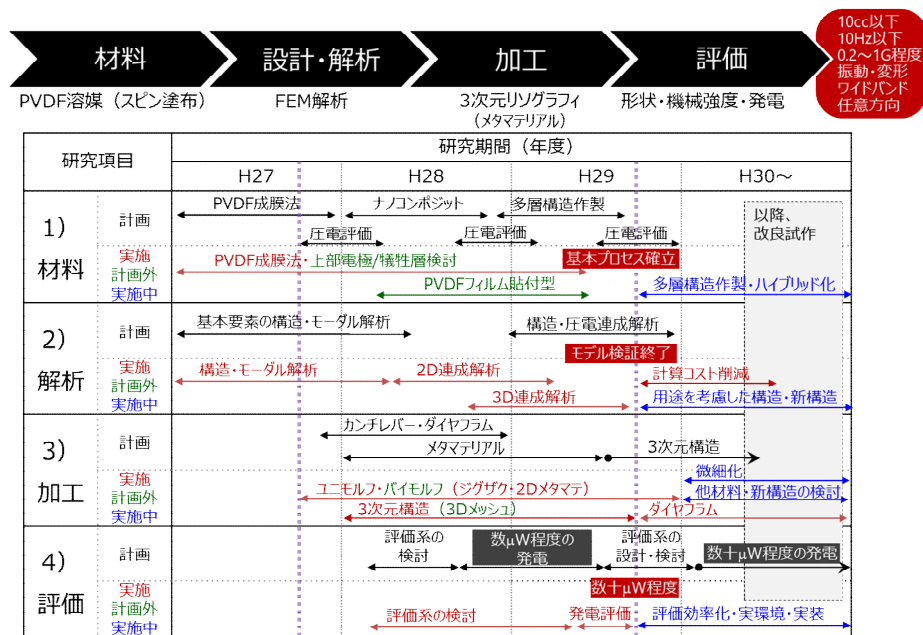 材料
設計・解析
加工
評価
10cc以下
10Hz以下
0.2～1G程度
振動・変形
ワイドバンド
任意方向
PVDF溶媒（スピン塗布）
FEM解析
3次元リソグラフィ
（メタマテリアル）
形状・機械強度・発電
研究項目
研究期間（年度）
H27
H28
H29
H30～
1）
材料
計画
PVDF成膜法
ナノコンポジット
多層構造作製
以降、
改良試作
圧電評価
圧電評価
圧電評価
実施
計画外
実施中
PVDF成膜法・上部電極/犠牲層検討
基本プロセス確立
PVDFフィルム貼付型
多層構造作製・ハイブリッド化
2）
解析
計画
基本要素の構造・モーダル解析
構造・圧電連成解析
モデル検証終了
実施
計画外
実施中
構造・モーダル解析
2D連成解析
計算コスト削減
3D連成解析
用途を考慮した構造・新構造
3）
加工
計画
カンチレバー・ダイヤフラム
メタマテリアル
3次元構造
微細化
実施
計画外
実施中
ユニモルフ・バイモルフ（ジグザク・2Dメタマテ）
他材料・新構造の検討
3次元構造（3Dメッシュ）
ダイヤフラム
4）
評価
計画
評価系の
検討
数μW程度の
発電
評価系の
設計・検討
数十μW程度の発電
実施
計画外
実施中
数十μW程度
評価系の検討
発電評価
評価効率化・実環境・実装